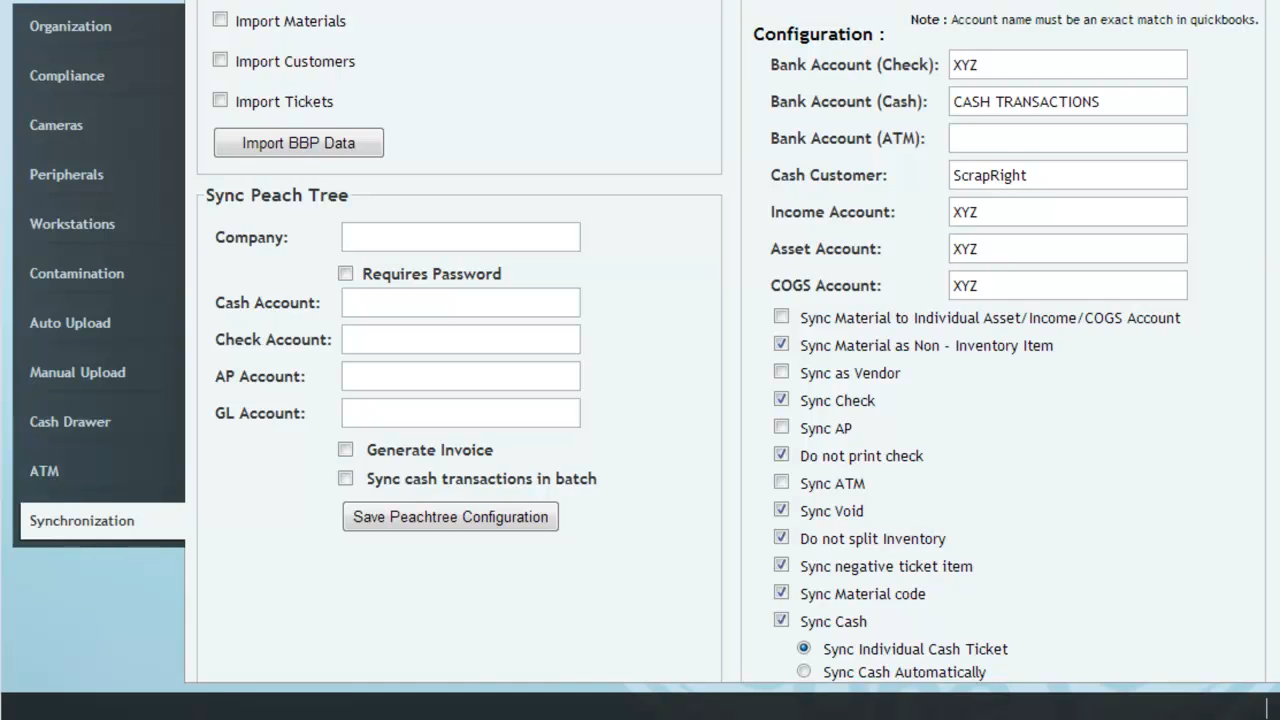 Organization
Compliance
Cameras
Peripherals
Workstations
Contamination
Auto Upload
Manual Upload
Cash Drawer
ATM
Synchronization
Import Materials
Import Customers
Import Tickets
Import BBP Data
Sync Peach Tree
Company:
Requires Password
Cash Account:
Check Account:
AP Account:
GL Account:
Generate Invoice
Sync cash transactions in batch
Save Peachtree Configuration
Note : Account name must be an exact match in quickbooks.
Configuration :
Bank Account (Check): XYZ
Bank Account (Cash): CASH TRANSACTIONS
Bank Account (ATM):
Cash Customer: ScrapRight
Income Account: XYZ
Asset Account: XYZ
COGS Account: XYZ
Sync Material to Individual Asset/Income/COGS Account
Sync Material as Non - Inventory Item
Sync as Vendor
Sync Check
Sync AP
Do not print check
Sync ATM
Sync Void
Do not split Inventory
Sync negative ticket item
Sync Material code
Sync Cash
Sync Individual Cash Ticket
Sync Cash Automatically